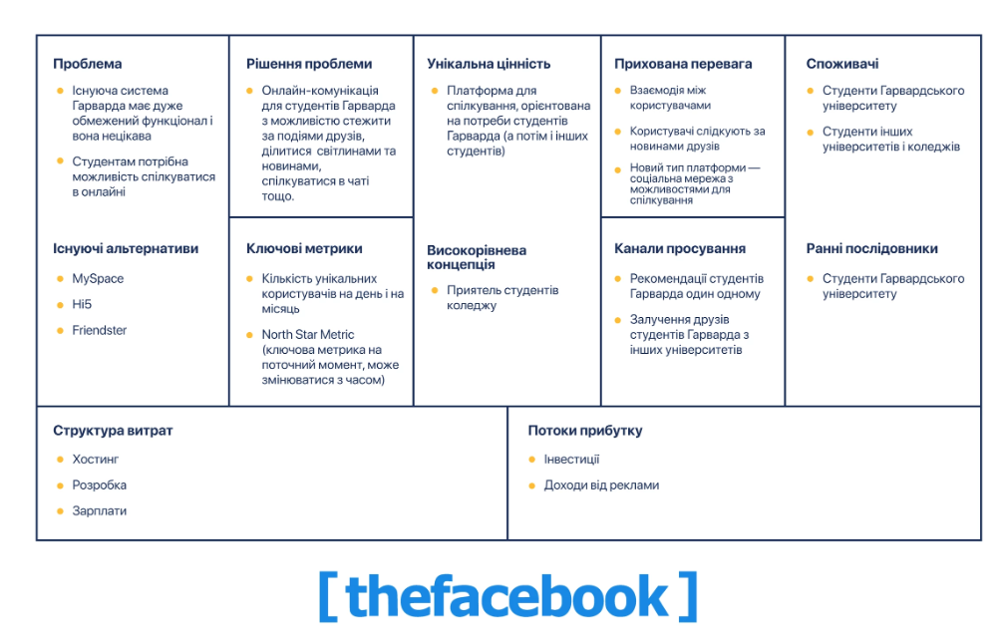 Проблема
Існуюча система
Гарварда має дуже
обмежений функціонал і
вона нецікава
Студентам потрібна
можливість спілкуватися
в онлайні
Існуючі альтернативи
MySpace
Hi5
Friendster
Рішення проблеми
Онлайн-комунікація
для студентів Гарварда
з можливістю стежити
за подіями друзів,
ділитися світлинами та
новинами,
спілкуватися в чаті
тощо.
Ключові метрики
Кількість унікальних
користувачів на день і на
місяць
North Star Metric
(ключова метрика на
поточний момент, може
змінюватися з часом)
Унікальна цінність
Платформа для
спілкування, орієнтована
на потреби студентів
Гарварда (а потім і інших
студентів)
Високорівнева
концепція
Приятель студентів
коледжу
Прихована перевага
Взаємодія між
користувачами
Користувачі слідкують за
новинами друзів
Новий тип платформи —
соціальна мережа з
можливостями для
спілкування
Канали просування
Рекомендації студентів
Гарварда один одному
Залучення друзів
студентів Гарварда з
інших університетів
Споживачі
Студенти Гарвардського
університету
Студенти інших
університетів і коледжів
Ранні послідовники
Студенти Гарвардського
університету
Структура витрат
Хостинг
Розробка
Зарплати
Потоки прибутку
Інвестиції
Доходи від реклами
[ thefacebook ]